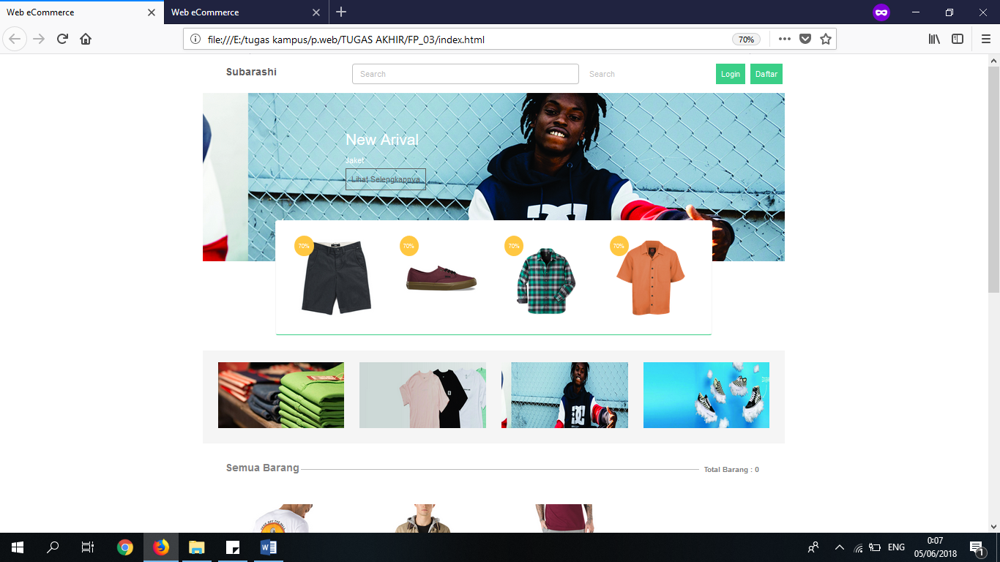 Web eCommerce
Web eCommerce
file:///E:/tugas kampus/p.web/TUGAS AKHIR/FP_03/index.html
70%
Subarashi
Search
Search
Login
Daftar
New Arival
Jaket
Lihat Selengkapnya
70%
70%
70%
70%
Semua Barang
Total Barang : 0
ENG
0:07
05/06/2018
1